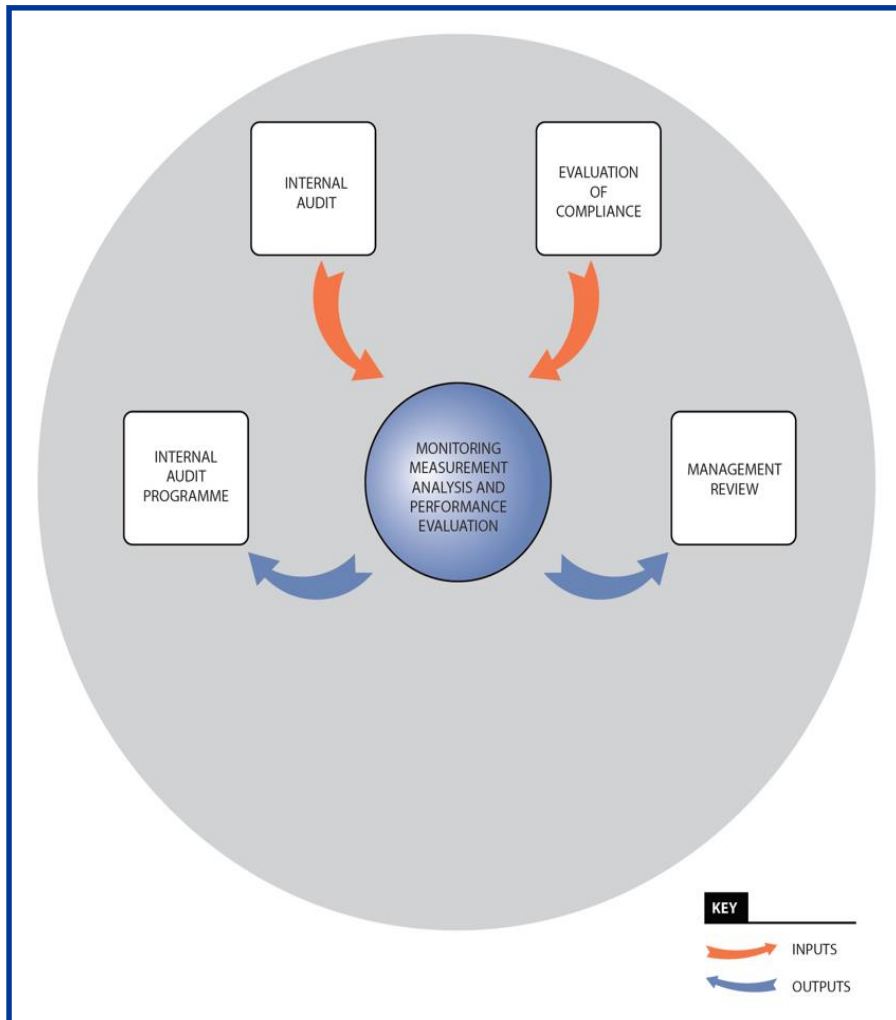 INTERNAL
AUDIT
EVALUATION
OF
COMPLIANCE
INTERNAL
AUDIT
PROGRAMME
MONITORING
MEASUREMENT
ANALYSIS AND
PERFORMANCE
EVALUATION
MANAGEMENT
REVIEW
KEY
INPUTS
OUTPUTS